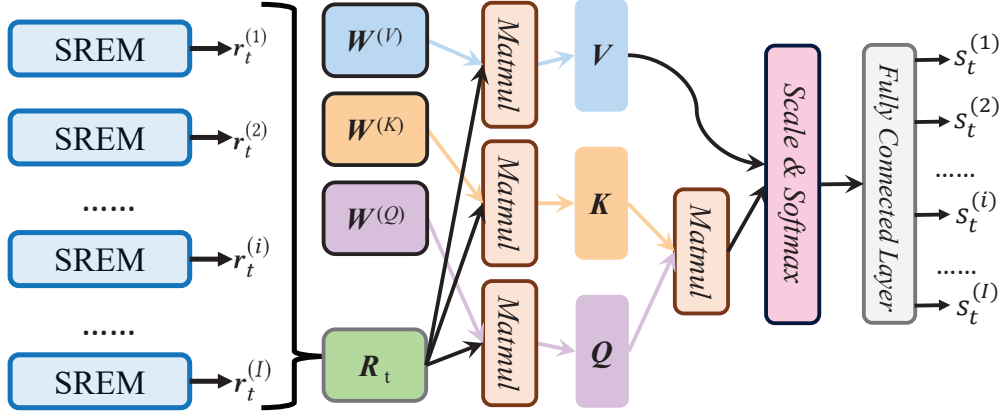 SREM
r_t^{(1)}
SREM
r_t^{(2)}
......
SREM
r_t^{(i)}
......
SREM
r_t^{(I)}
W^{(V)}
W^{(K)}
W^{(Q)}
R_t
Matmul
Matmul
Matmul
V
K
Q
Matmul
Scale & Softmax
Fully Connected Layer
s_t^{(1)}
s_t^{(2)}
......
s_t^{(i)}
......
s_t^{(I)}